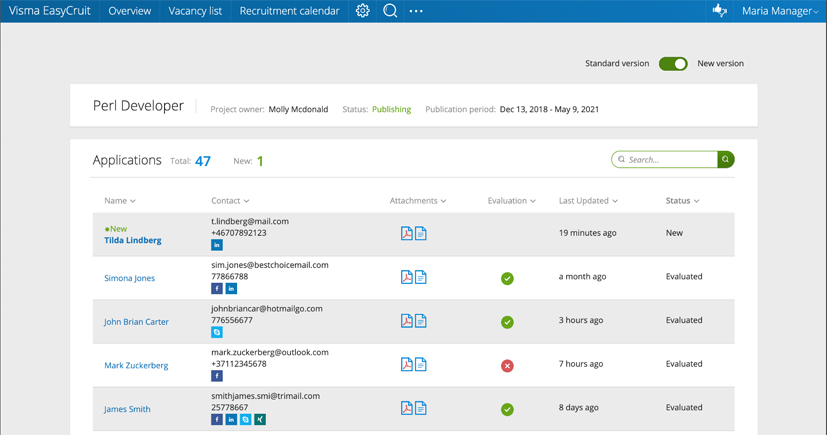 Visma EasyCruit Overview Vacancy list Recruitment calendar Maria Manager
Standard version New version
Perl Developer Project owner: Molly Mcdonald Status: Publishing Publication period: Dec 13, 2018 - May 9, 2021
Applications Total: 47 New: 1 Search...
Name Contact Attachments Evaluation Last Updated Status
New
Tilda Lindberg
t.lindberg@mail.com
+46707892123
in
19 minutes ago New
Simona Jones
sim.jones@bestchoicemail.com
77866788
f in
a month ago Evaluated
John Brian Carter
johnbriancar@hotmailgo.com
776556677
S
3 hours ago Evaluated
Mark Zuckerberg
mark.zuckerberg@outlook.com
+37112345678
f
7 hours ago Evaluated
James Smith
smithjames.smi@trimail.com
25778667
f in S
8 days ago Evaluated